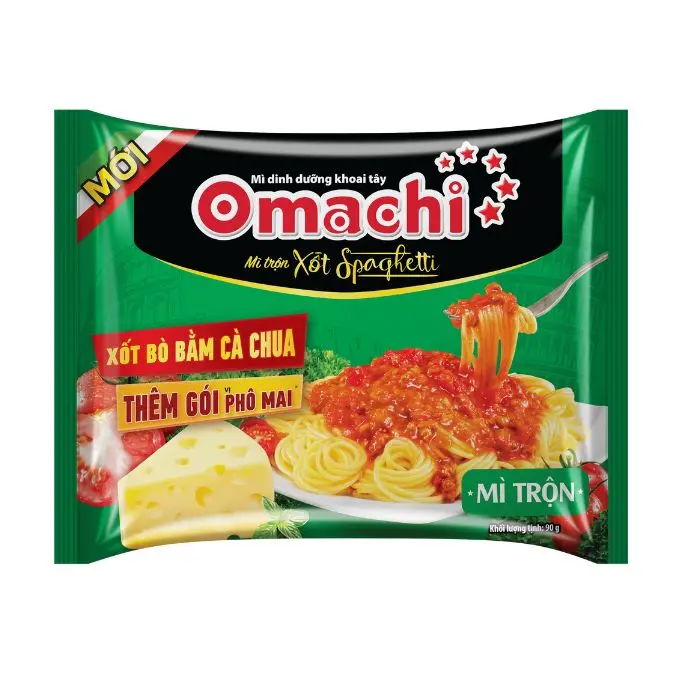 MỚI
Mì dinh dưỡng khoai tây
Omachi
Mì trộn Xốt Spaghetti
XỐT BÒ BẰM CÀ CHUA
THÊM GÓI VỊ PHÔ MAI
MÌ TRỘN
Khối lượng tịnh: 90 g